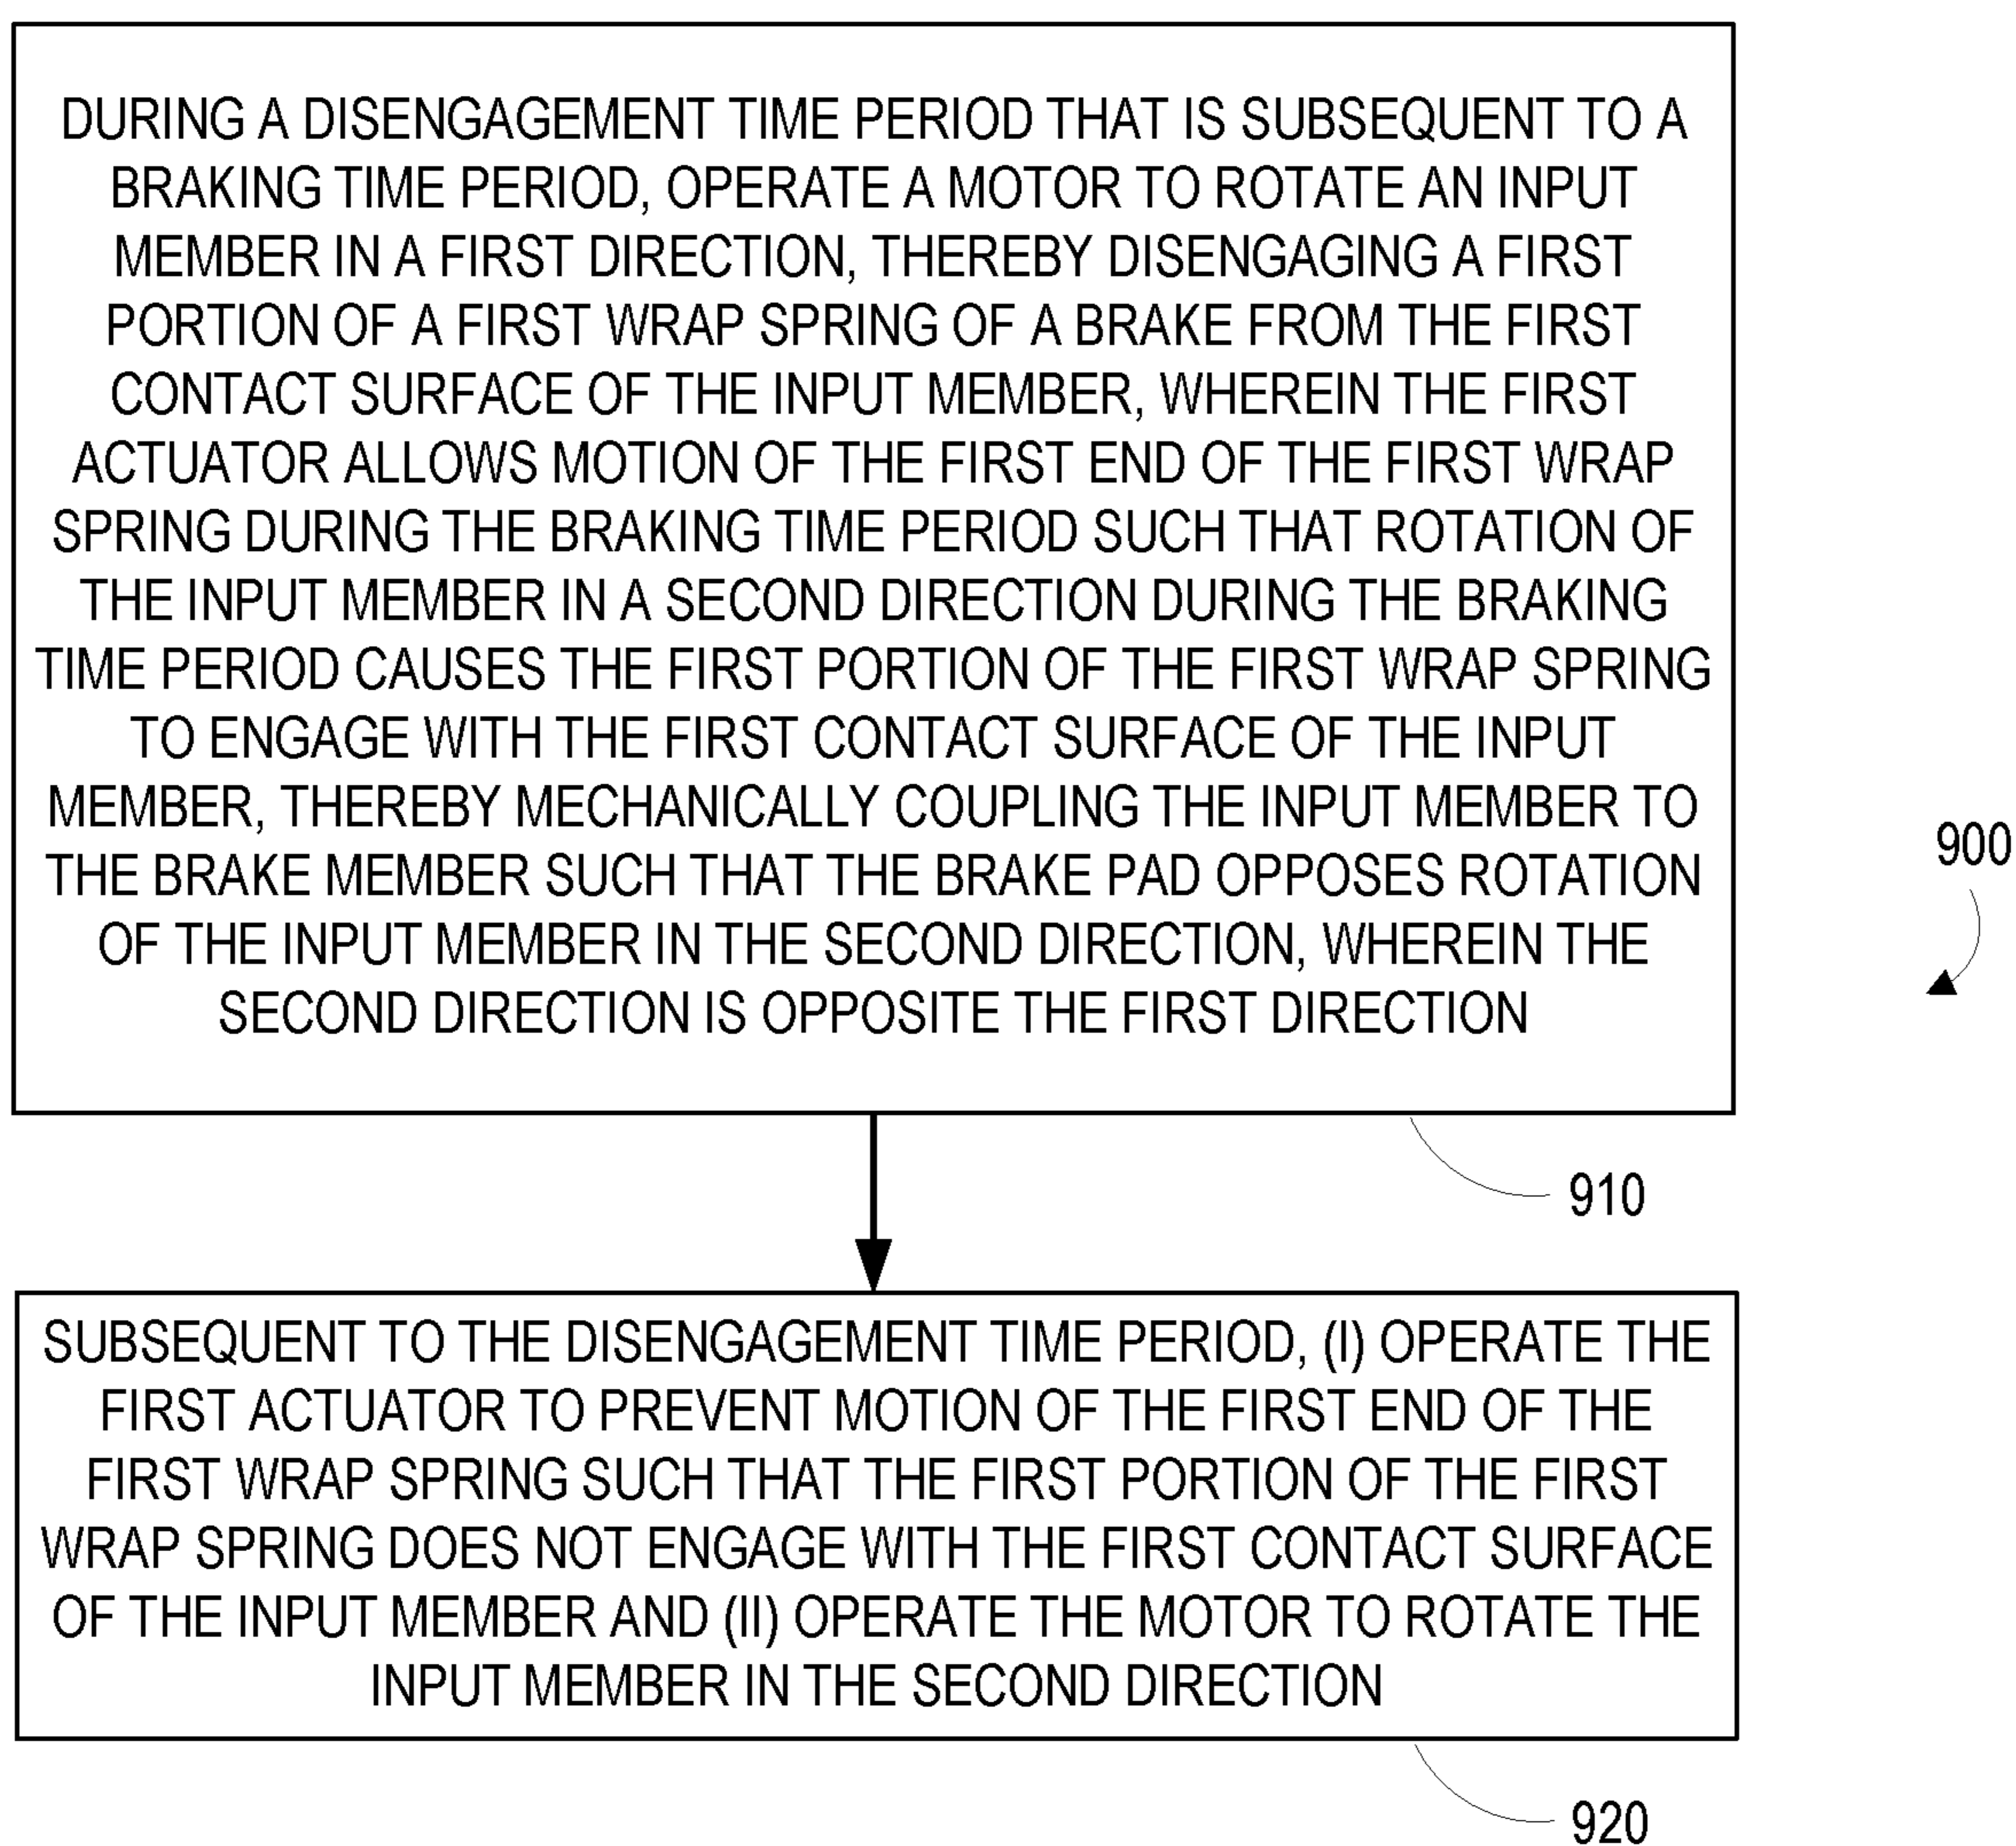 DURING A DISENGAGEMENT TIME PERIOD THAT IS SUBSEQUENT TO A
BRAKING TIME PERIOD, OPERATE A MOTOR TO ROTATE AN INPUT
MEMBER IN A FIRST DIRECTION, THEREBY DISENGAGING A FIRST
PORTION OF A FIRST WRAP SPRING OF A BRAKE FROM THE FIRST
CONTACT SURFACE OF THE INPUT MEMBER, WHEREIN THE FIRST
ACTUATOR ALLOWS MOTION OF THE FIRST END OF THE FIRST WRAP
SPRING DURING THE BRAKING TIME PERIOD SUCH THAT ROTATION OF
THE INPUT MEMBER IN A SECOND DIRECTION DURING THE BRAKING
TIME PERIOD CAUSES THE FIRST PORTION OF THE FIRST WRAP SPRING
TO ENGAGE WITH THE FIRST CONTACT SURFACE OF THE INPUT
MEMBER, THEREBY MECHANICALLY COUPLING THE INPUT MEMBER TO
THE BRAKE MEMBER SUCH THAT THE BRAKE PAD OPPOSES ROTATION
OF THE INPUT MEMBER IN THE SECOND DIRECTION, WHEREIN THE
SECOND DIRECTION IS OPPOSITE THE FIRST DIRECTION
900
910
SUBSEQUENT TO THE DISENGAGEMENT TIME PERIOD, (I) OPERATE THE
FIRST ACTUATOR TO PREVENT MOTION OF THE FIRST END OF THE
FIRST WRAP SPRING SUCH THAT THE FIRST PORTION OF THE FIRST
WRAP SPRING DOES NOT ENGAGE WITH THE FIRST CONTACT SURFACE
OF THE INPUT MEMBER AND (II) OPERATE THE MOTOR TO ROTATE THE
INPUT MEMBER IN THE SECOND DIRECTION
920